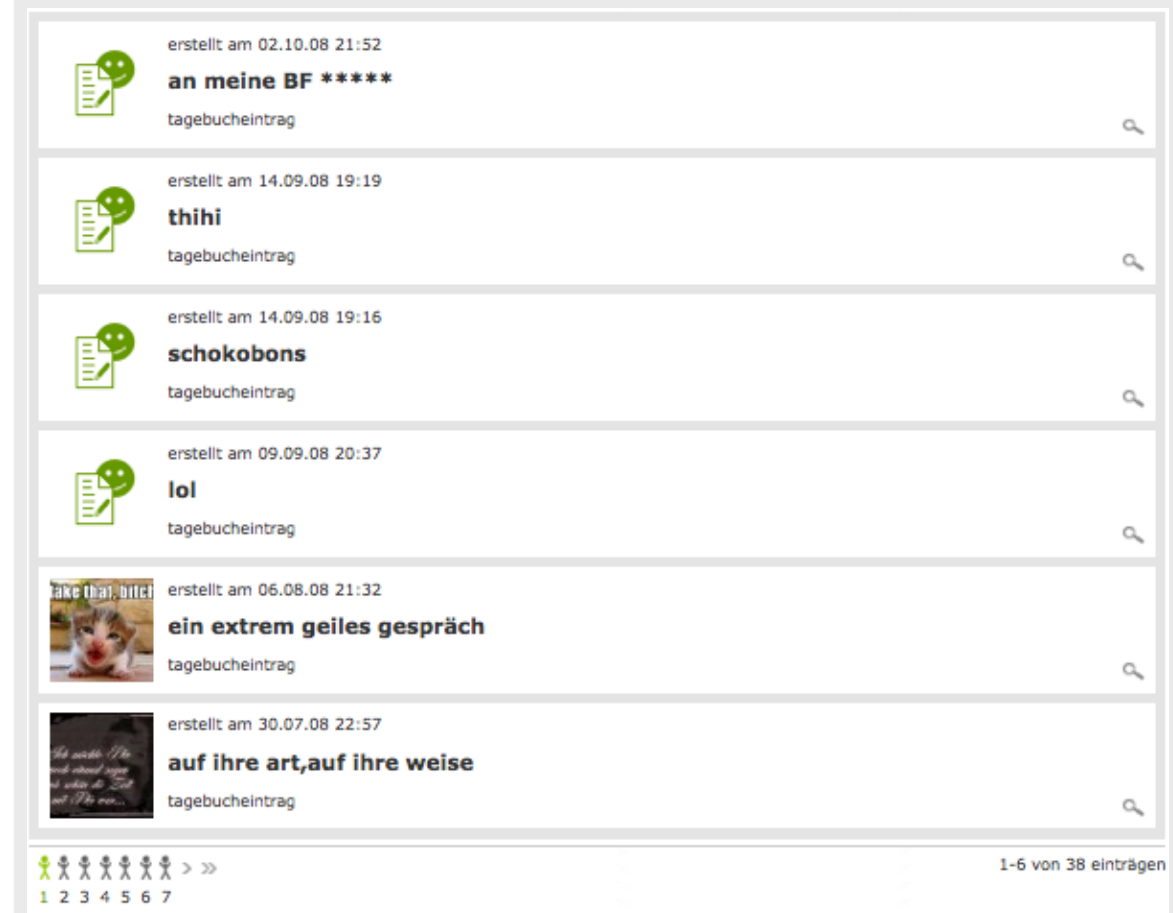 erstellt am 02.10.08 21:52
an meine BF *****
tagebucheintrag
erstellt am 14.09.08 19:19
thihi
tagebucheintrag
erstellt am 14.09.08 19:16
schokobons
tagebucheintrag
erstellt am 09.09.08 20:37
lol
tagebucheintrag
take that, bitch
erstellt am 06.08.08 21:32
ein extrem geiles gespräch
tagebucheintrag
erstellt am 30.07.08 22:57
auf ihre art,auf ihre weise
tagebucheintrag
> »
1-6 von 38 einträgen
1 2 3 4 5 6 7